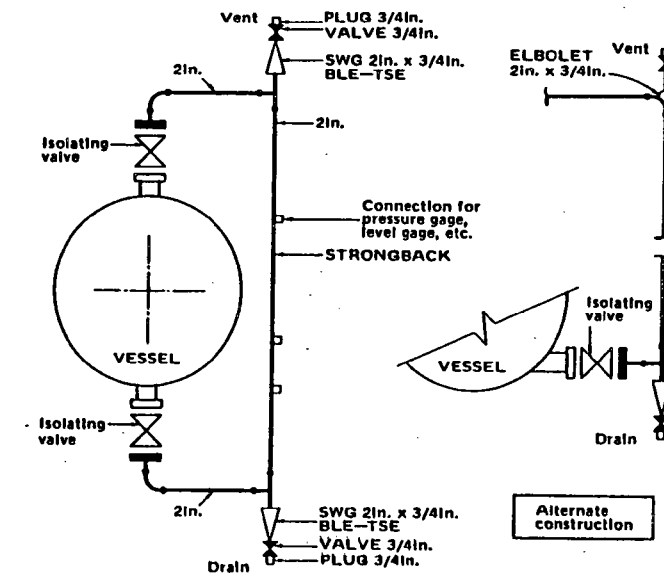 Vent
PLUG 3/4in.
VALVE 3/4in.
SWG 2in. x 3/4in.
BLE—TSE
2in.
2in.
Isolating
valve
Connection for
pressure gage,
level gage, etc.
STRONGBACK
VESSEL
Isolating
valve
2in.
SWG 2in. x 3/4in.
BLE—TSE
VALVE 3/4in.
PLUG 3/4in.
Drain
Vent
ELBOLET
2in. x 3/4in.
Isolating
valve
VESSEL
Drain
Alternate
construction